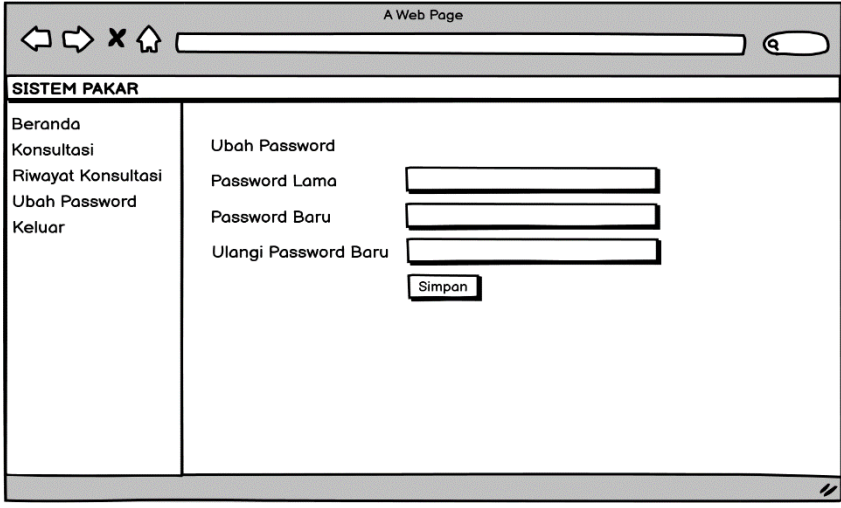 A Web Page
SISTEM PAKAR
Beranda
Konsultasi
Riwayat Konsultasi
Ubah Password
Keluar
Ubah Password
Password Lama
Password Baru
Ulangi Password Baru
Simpan